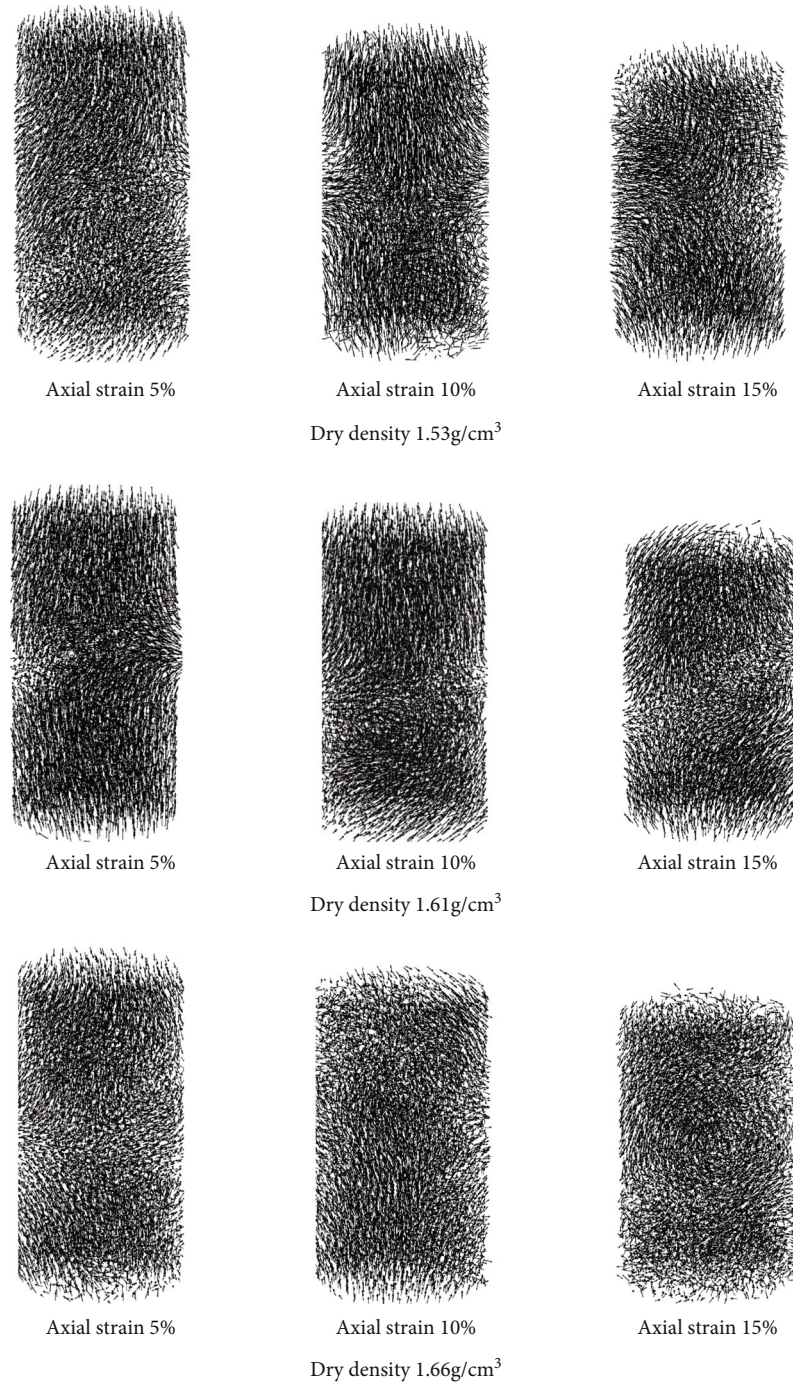 Axial strain 5%
Axial strain 10%
Axial strain 15%
Dry density 1.53g/cm³
Axial strain 5%
Axial strain 10%
Axial strain 15%
Dry density 1.61g/cm³
Axial strain 5%
Axial strain 10%
Axial strain 15%
Dry density 1.66g/cm³